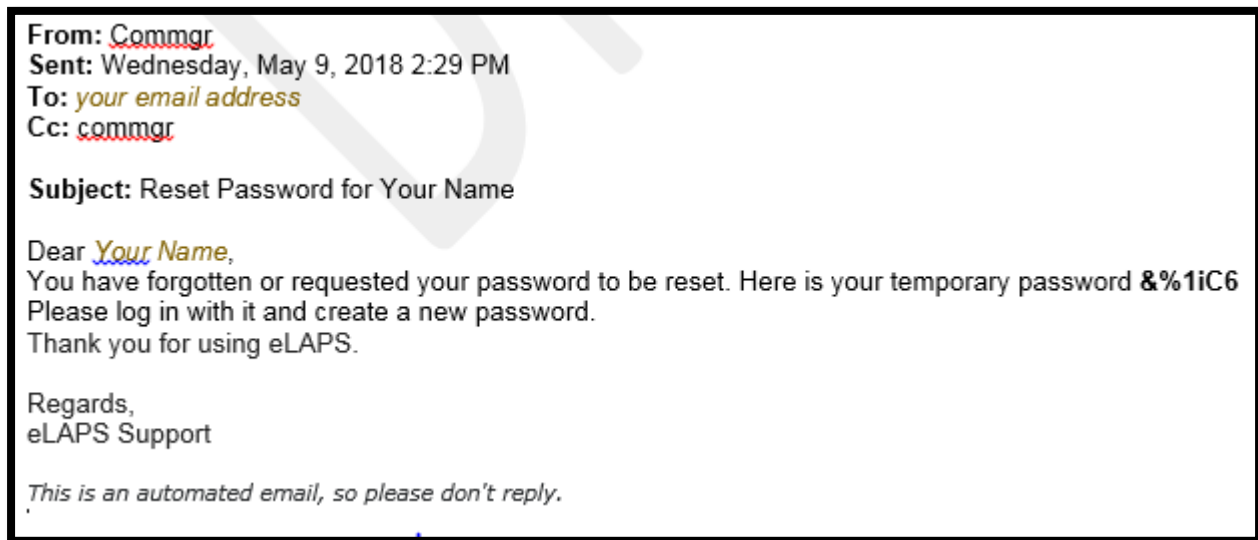 From: Commgr
Sent: Wednesday, May 9, 2018 2:29 PM
To: your email address
Cc: commgr
Subject: Reset Password for Your Name
Dear Your Name,
You have forgotten or requested your password to be reset. Here is your temporary password &%1iC6
Please log in with it and create a new password.
Thank you for using eLAPS.
Regards,
eLAPS Support
This is an automated email, so please don't reply.